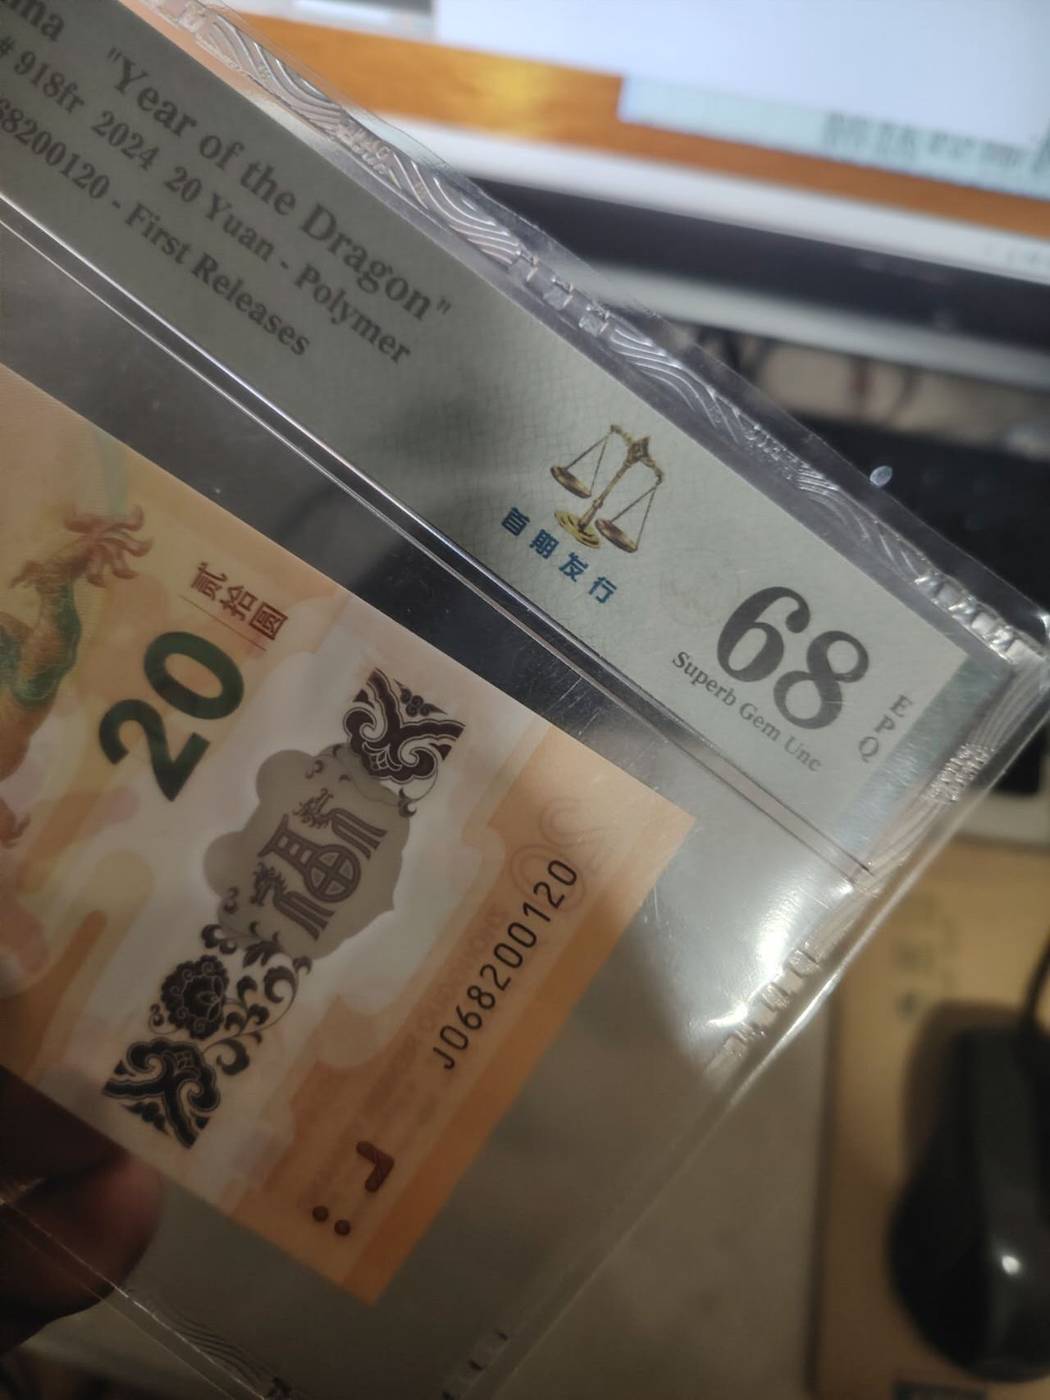 "Year of the Dragon"
# 918fr 2024 20 Yuan - Polymer
68200120 - First Releases
首期发行
68
EPQ
Superb Gem Unc
贰拾圆
20
福
J068200120